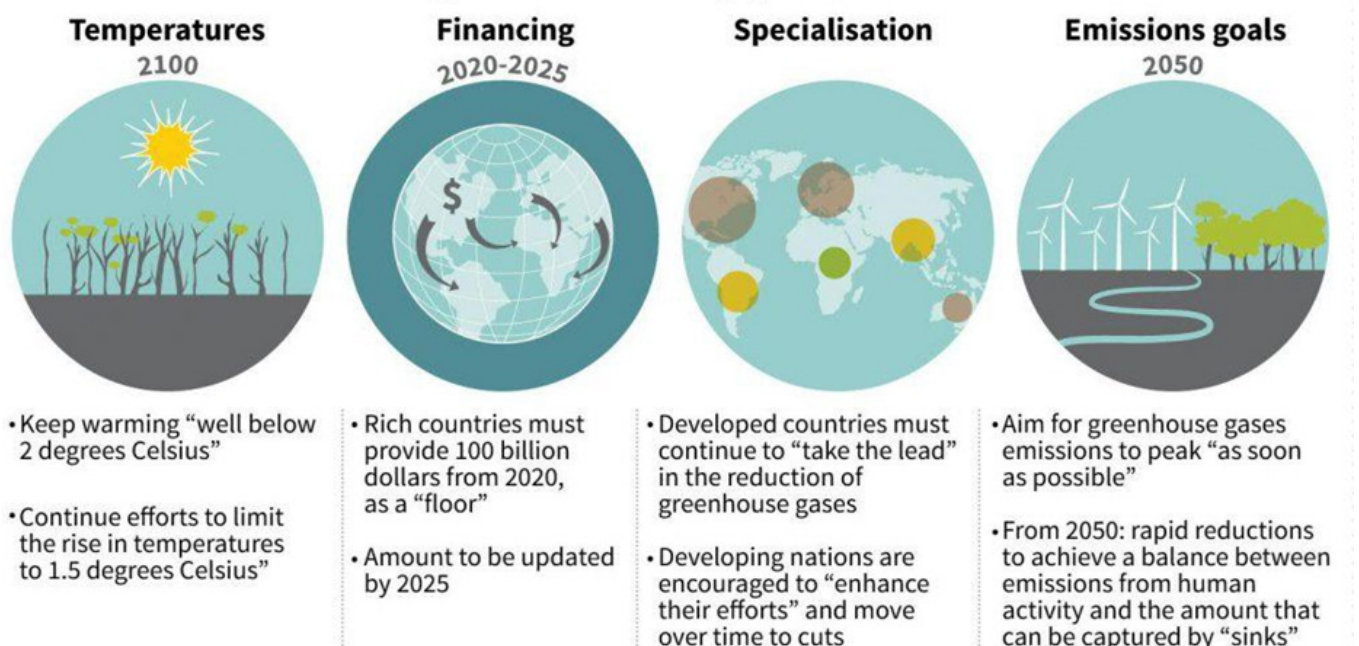 Temperatures
2100
• Keep warming “well below
2 degrees Celsius”
• Continue efforts to limit
the rise in temperatures
to 1.5 degrees Celsius”
Financing
2020-2025
$
• Rich countries must
provide 100 billion
dollars from 2020,
as a “floor”
• Amount to be updated
by 2025
Specialisation
• Developed countries must
continue to “take the lead”
in the reduction of
greenhouse gases
• Developing nations are
encouraged to “enhance
their efforts” and move
over time to cuts
Emissions goals
2050
• Aim for greenhouse gases
emissions to peak “as soon
as possible”
• From 2050: rapid reductions
to achieve a balance between
emissions from human
activity and the amount that
can be captured by “sinks”